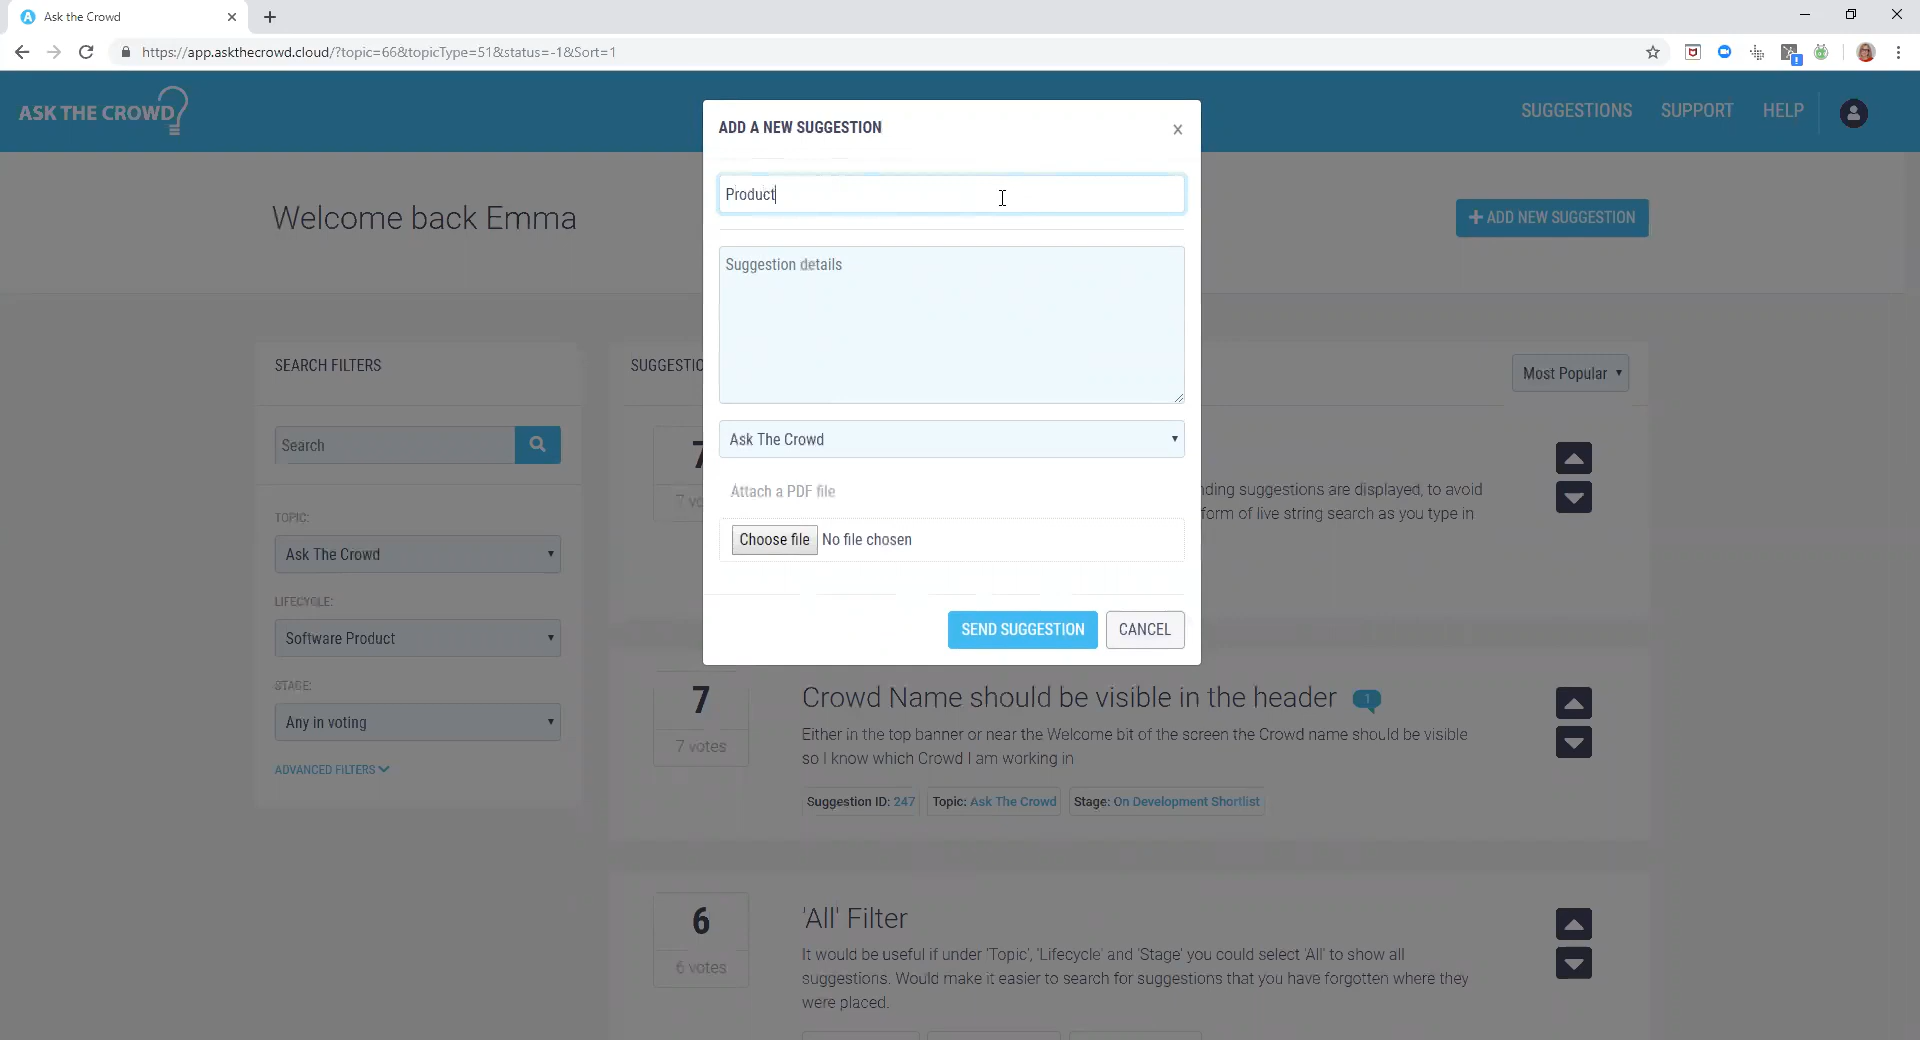 Ask the Crowd
https://app.askthecrowd.cloud/?topic=66&topicType=51&status=-1&Sort=1
ASK THE CROWD
SUGGESTIONS
SUPPORT
HELP
Welcome back Emma
+ ADD NEW SUGGESTION
SEARCH FILTERS
Search
TOPIC:
Ask The Crowd
LIFECYCLE:
Software Product
STAGE:
Any in voting
ADVANCED FILTERS
ADD A NEW SUGGESTION
×
Product
Suggestion details
Ask The Crowd
Attach a PDF file
Choose file No file chosen
SEND SUGGESTION
CANCEL
Most Popular
nding suggestions are displayed, to avoid
form of live string search as you type in
7
7 votes
Crowd Name should be visible in the header
1
Either in the top banner or near the Welcome bit of the screen the Crowd name should be visible
so I know which Crowd I am working in
Suggestion ID: 247
Topic: Ask The Crowd
Stage: On Development Shortlist
6
6 votes
'All' Filter
It would be useful if under 'Topic', 'Lifecycle' and 'Stage' you could select 'All' to show all
suggestions. Would make it easier to search for suggestions that you have forgotten where they
were placed.